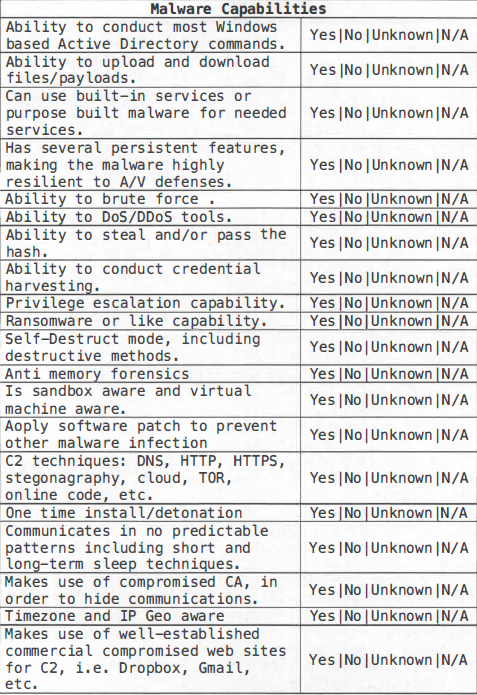 Malware Capabilities
Ability to conduct most Windows
based Active Directory commands.
Yes|No|Unknown|N/A
Ability to upload and download
files/payloads.
Yes|No|Unknown|N/A
Can use built-in services or
purpose built malware for needed
services.
Yes|No|Unknown|N/A
Has several persistent features,
making the malware highly
resilient to A/V defenses.
Yes|No|Unknown|N/A
Ability to brute force .
Yes|No|Unknown|N/A
Ability to DoS/DDoS tools.
Yes|No|Unknown|N/A
Ability to steal and/or pass the
hash.
Yes|No|Unknown|N/A
Ability to conduct credential
harvesting.
Yes|No|Unknown|N/A
Privilege escalation capability.
Yes|No|Unknown|N/A
Ransomware or like capability.
Yes|No|Unknown|N/A
Self-Destruct mode, including
destructive methods.
Yes|No|Unknown|N/A
Anti memory forensics
Yes|No|Unknown|N/A
Is sandbox aware and virtual
machine aware.
Yes|No|Unknown|N/A
Aoply software patch to prevent
other malware infection
Yes|No|Unknown|N/A
C2 techniques: DNS, HTTP, HTTPS,
stegonagraphy, cloud, TOR,
online code, etc.
Yes|No|Unknown|N/A
One time install/detonation
Yes|No|Unknown|N/A
Communicates in no predictable
patterns including short and
long-term sleep techniques.
Yes|No|Unknown|N/A
Makes use of compromised CA, in
order to hide communications.
Yes|No|Unknown|N/A
Timezone and IP Geo aware
Yes|No|Unknown|N/A
Makes use of well-established
commercial compromised web sites
for C2, i.e. Dropbox, Gmail,
etc.
Yes|No|Unknown|N/A